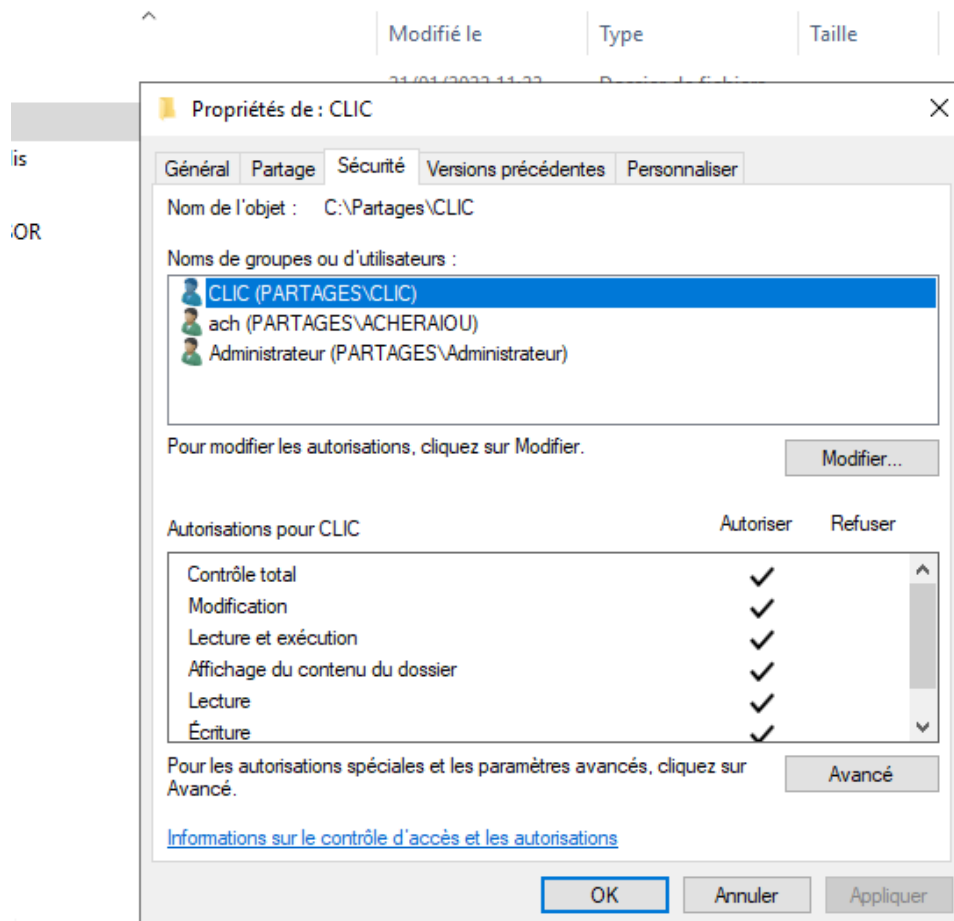 Modifié le Type Taille
Propriétés de : CLIC
lis
Général Partage Sécurité Versions précédentes Personnaliser
Nom de l'objet : C:\Partages\CLIC
OR
Noms de groupes ou d'utilisateurs :
CLIC (PARTAGES\CLIC)
ach (PARTAGES\ACHERAIOU)
Administrateur (PARTAGES\Administrateur)
Pour modifier les autorisations, cliquez sur Modifier.
Modifier...
Autorisations pour CLIC Autoriser Refuser
Contrôle total
Modification
Lecture et exécution
Affichage du contenu du dossier
Lecture
Écriture
Pour les autorisations spéciales et les paramètres avancés, cliquez sur
Avancé.
Avancé
Informations sur le contrôle d'accès et les autorisations
OK Annuler Appliquer